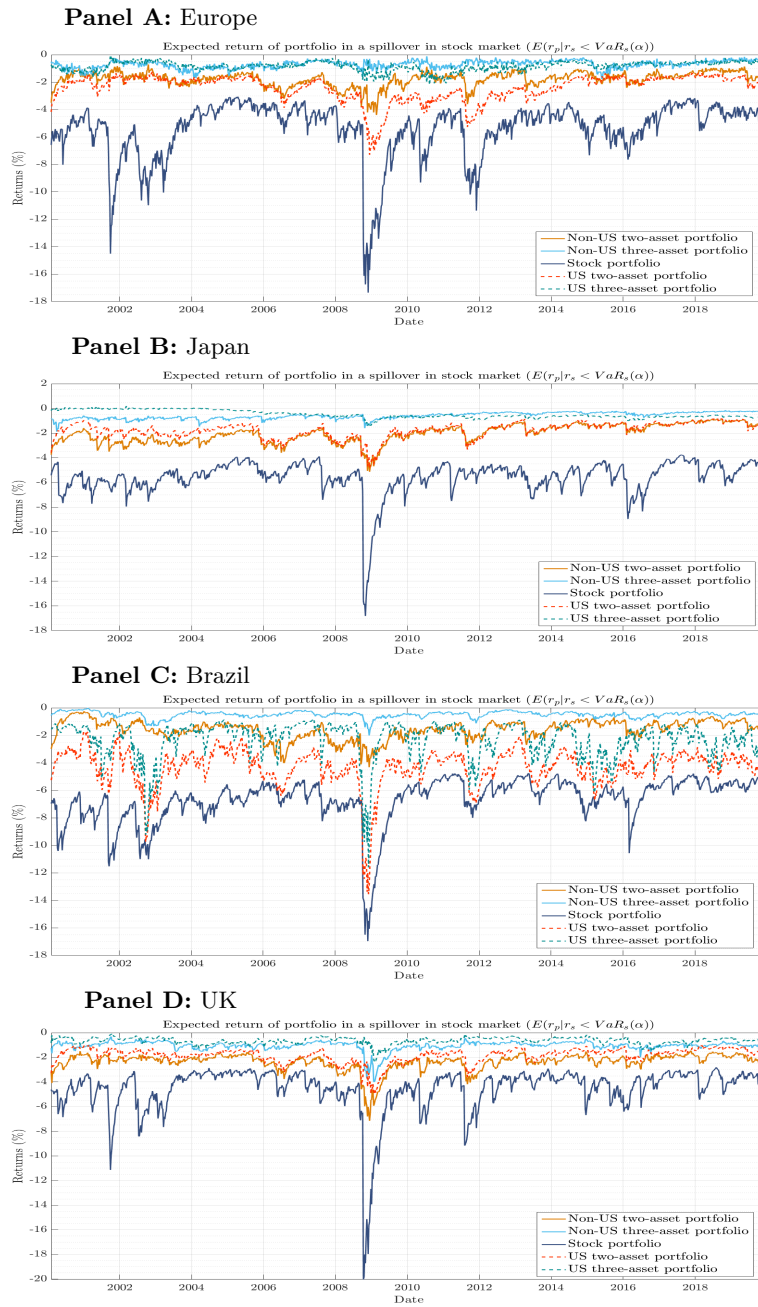 Panel A: Europe
Expected return of portfolio in a spillover in stock market (E(r_p|r_s < VaR_s(α))
Returns (%)
0
-2
-4
-6
-8
-10
-12
-14
-16
-18
Non-US two-asset portfolio
Non-US three-asset portfolio
Stock portfolio
US two-asset portfolio
US three-asset portfolio
2002 2004 2006 2008 2010 2012 2014 2016 2018
Date
Panel B: Japan
Expected return of portfolio in a spillover in stock market (E(r_p|r_s < VaR_s(α))
Returns (%)
2
0
-2
-4
-6
-8
-10
-12
-14
-16
-18
Non-US two-asset portfolio
Non-US three-asset portfolio
Stock portfolio
US two-asset portfolio
US three-asset portfolio
2002 2004 2006 2008 2010 2012 2014 2016 2018
Date
Panel C: Brazil
Expected return of portfolio in a spillover in stock market (E(r_p|r_s < VaR_s(α))
Returns (%)
0
-2
-4
-6
-8
-10
-12
-14
-16
-18
Non-US two-asset portfolio
Non-US three-asset portfolio
Stock portfolio
US two-asset portfolio
US three-asset portfolio
2002 2004 2006 2008 2010 2012 2014 2016 2018
Date
Panel D: UK
Expected return of portfolio in a spillover in stock market (E(r_p|r_s < VaR_s(α))
Returns (%)
0
-2
-4
-6
-8
-10
-12
-14
-16
-18
-20
Non-US two-asset portfolio
Non-US three-asset portfolio
Stock portfolio
US two-asset portfolio
US three-asset portfolio
2002 2004 2006 2008 2010 2012 2014 2016 2018
Date